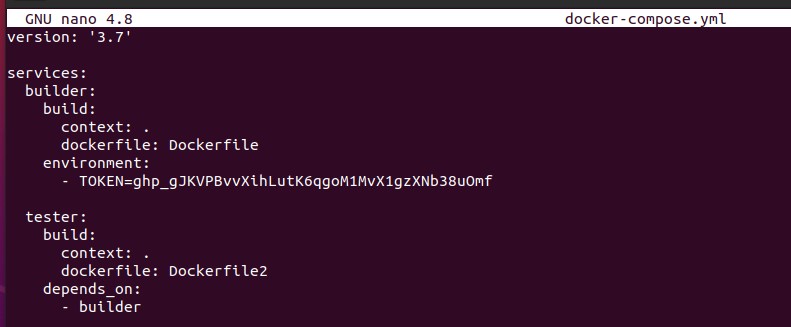 GNU nano 4.8 docker-compose.yml
version: '3.7'
services:
builder:
build:
context: .
dockerfile: Dockerfile
environment:
- TOKEN=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
tester:
build:
context: .
dockerfile: Dockerfile2
depends_on:
- builder